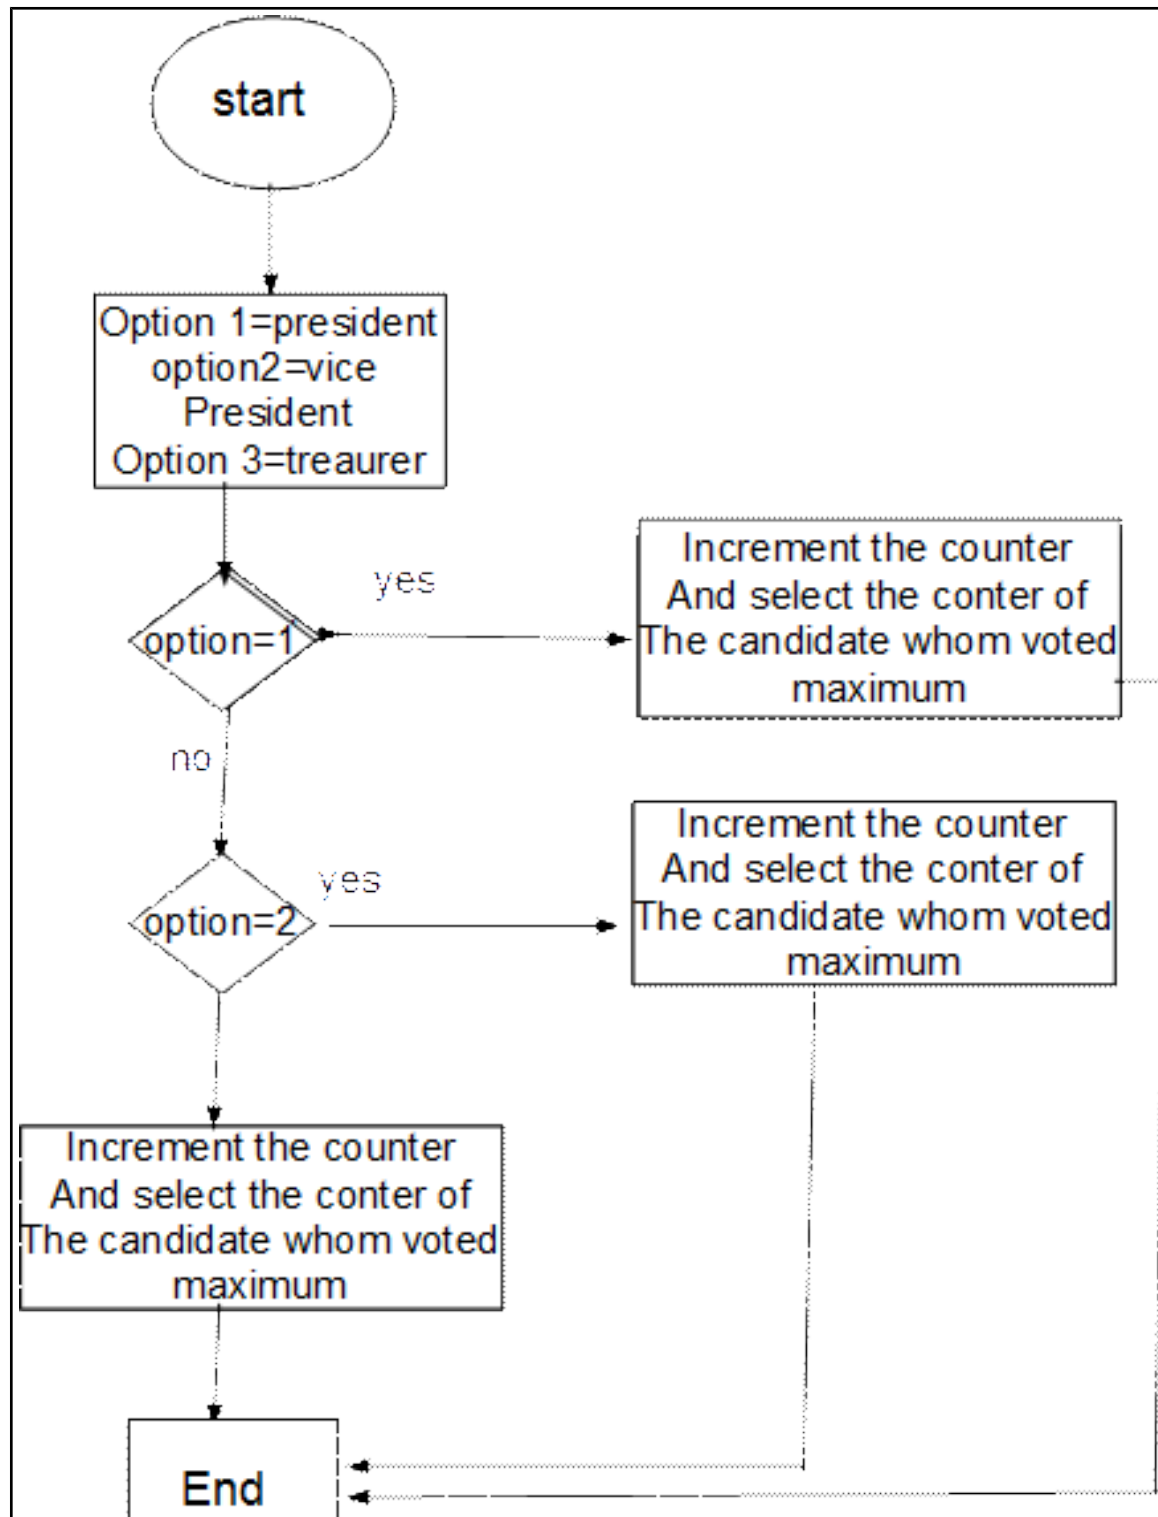 start
Option 1=president
option2=vice
President
Option 3=treaurer
option=1
yes
Increment the counter
And select the conter of
The candidate whom voted
maximum
no
option=2
yes
Increment the counter
And select the conter of
The candidate whom voted
maximum
Increment the counter
And select the conter of
The candidate whom voted
maximum
End